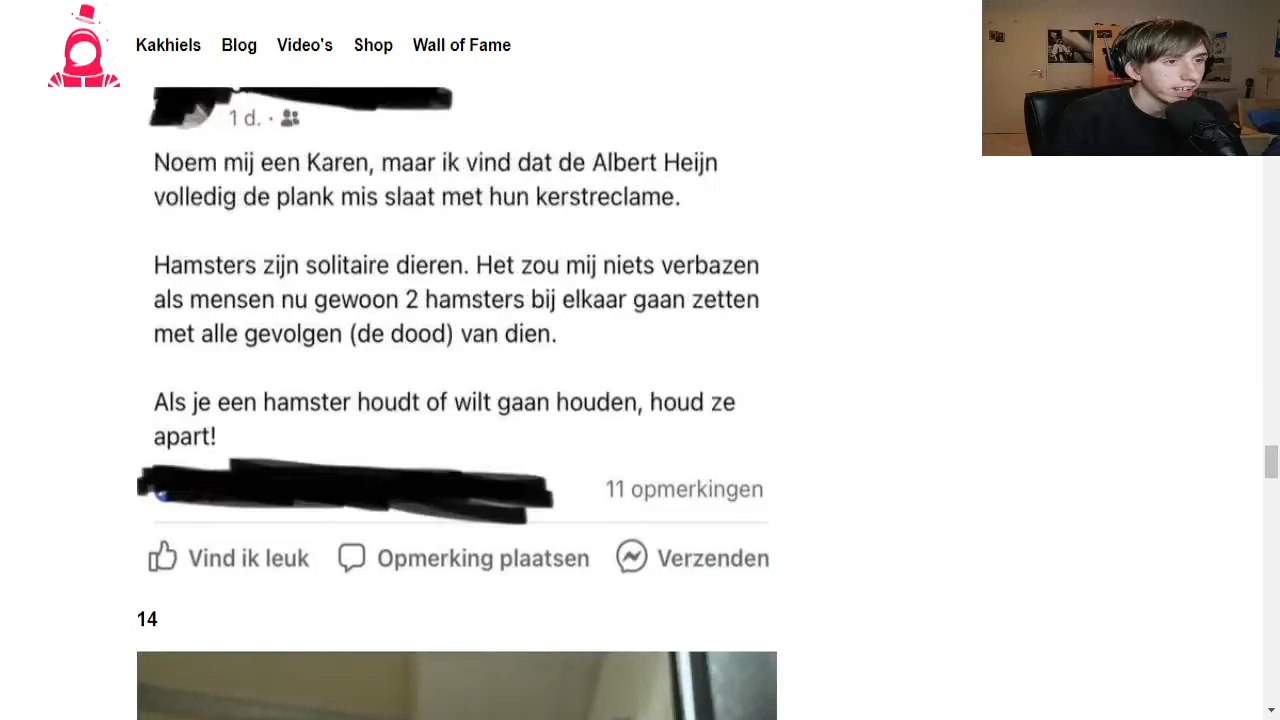 Kakhiels Blog Video's Shop Wall of Fame
1 d. ·
Noem mij een Karen, maar ik vind dat de Albert Heijn
volledig de plank mis slaat met hun kerstreclame.
Hamsters zijn solitaire dieren. Het zou mij niets verbazen
als mensen nu gewoon 2 hamsters bij elkaar gaan zetten
met alle gevolgen (de dood) van dien.
Als je een hamster houdt of wilt gaan houden, houd ze
apart!
11 opmerkingen
Vind ik leuk Opmerking plaatsen Verzenden
14